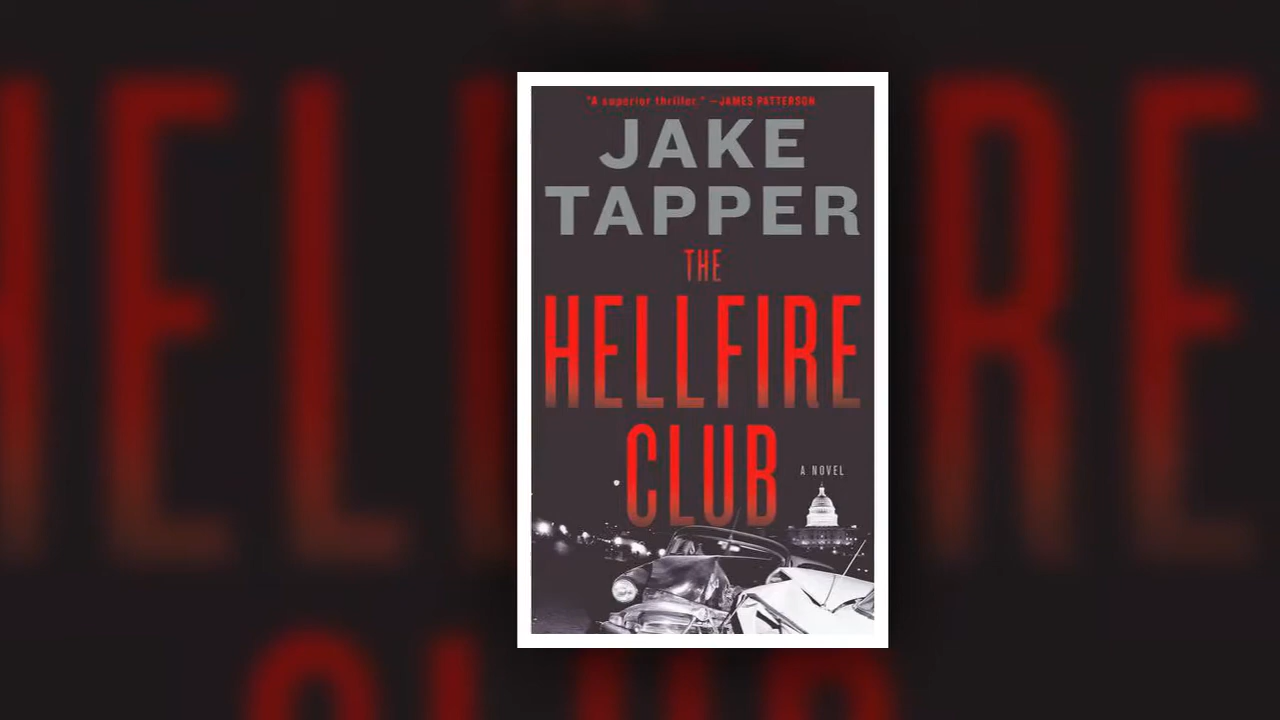 "A superior thriller." —JAMES PATTERSON
JAKE
TAPPER
THE
HELLFIRE
CLUB
A NOVEL